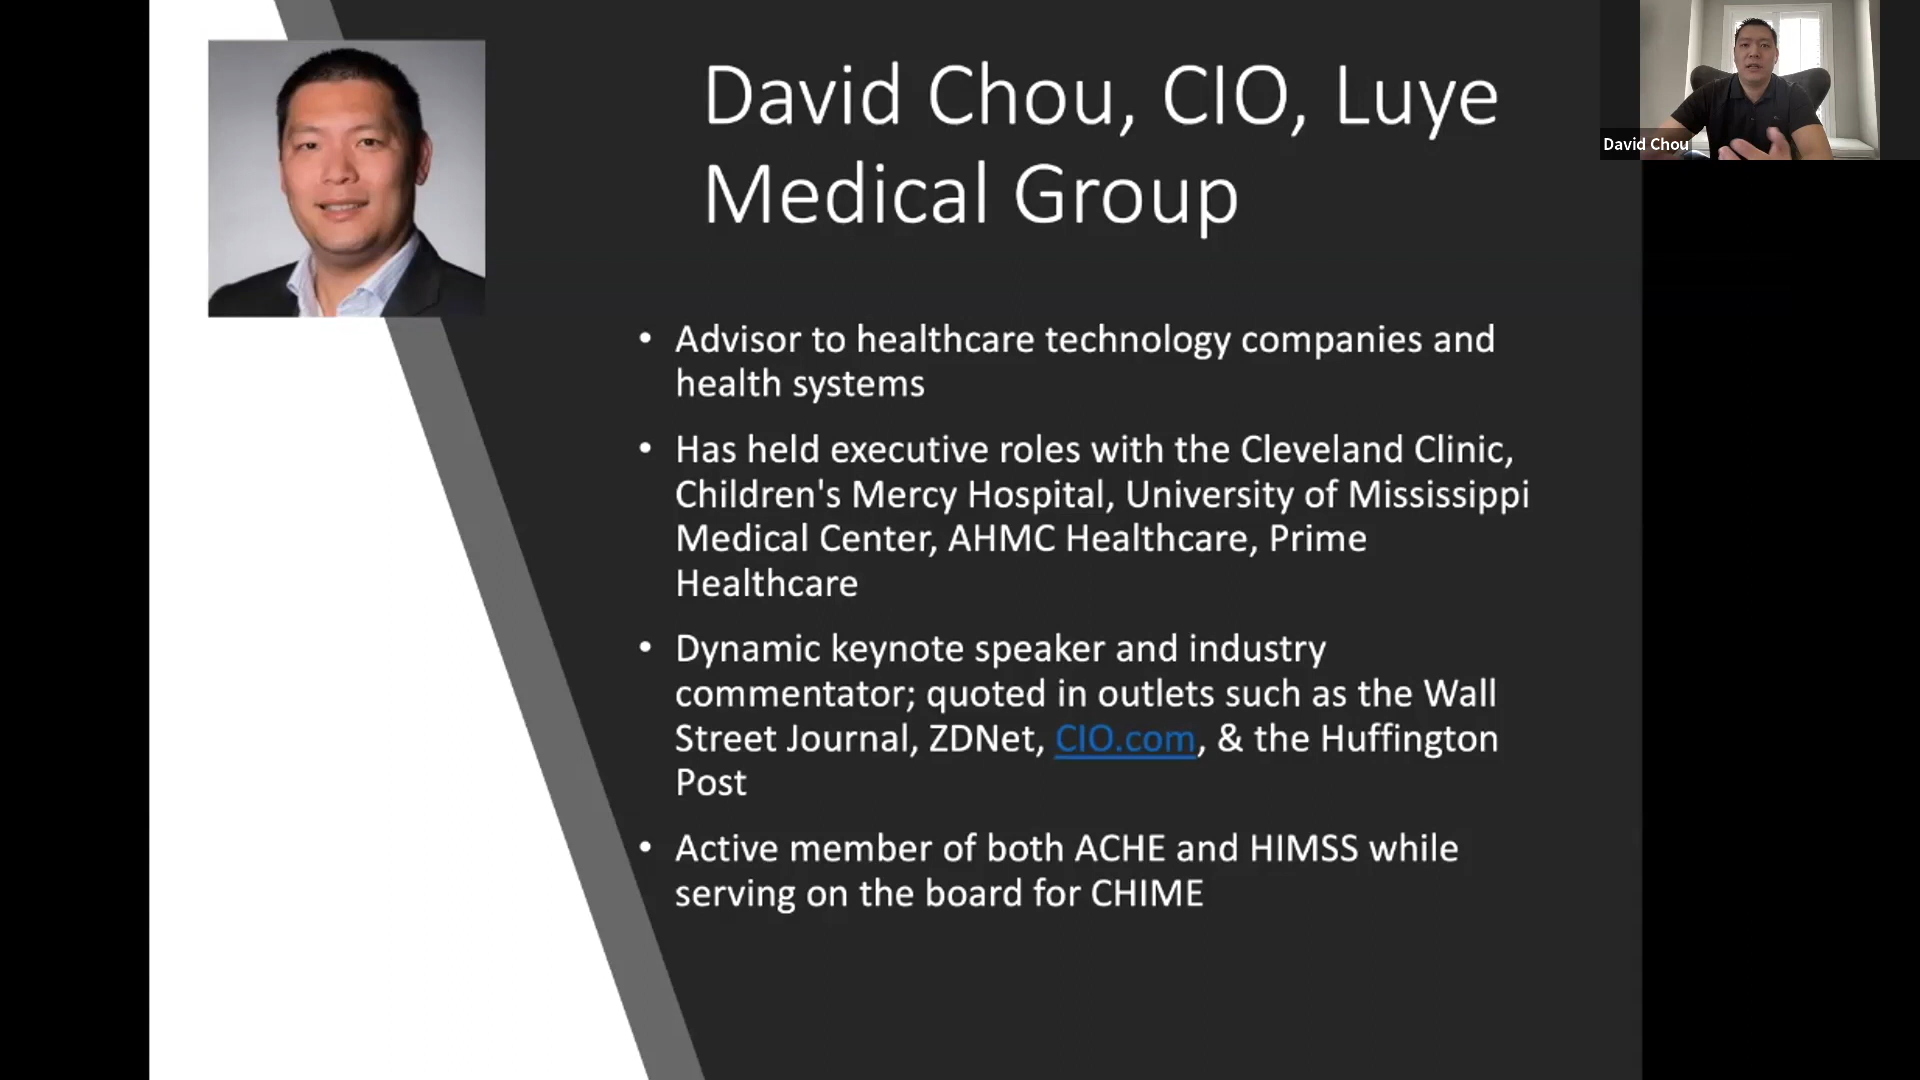 David Chou, CIO, Luye
Medical Group
David Chou
• Advisor to healthcare technology companies and
health systems
• Has held executive roles with the Cleveland Clinic,
Children's Mercy Hospital, University of Mississippi
Medical Center, AHMC Healthcare, Prime
Healthcare
• Dynamic keynote speaker and industry
commentator; quoted in outlets such as the Wall
Street Journal, ZDNet, CIO.com, & the Huffington
Post
• Active member of both ACHE and HIMSS while
serving on the board for CHIME